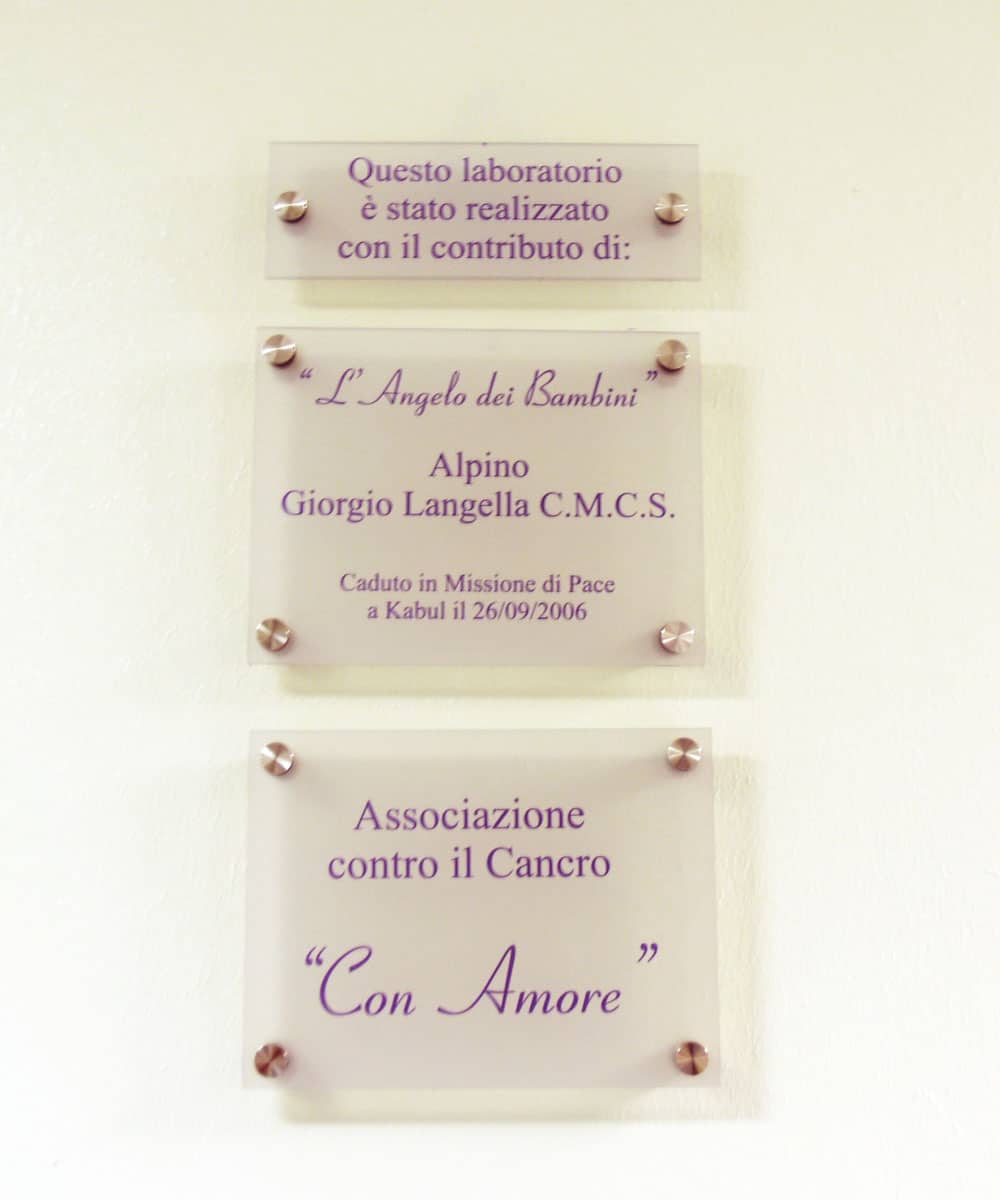 Questo laboratorio
è stato realizzato
con il contributo di:
“ L’ Angelo dei Bambini ”
Alpino
Giorgio Langella C.M.C.S.
Caduto in Missione di Pace
a Kabul il 26/09/2006
Associazione
contro il Cancro
“Con Amore ”